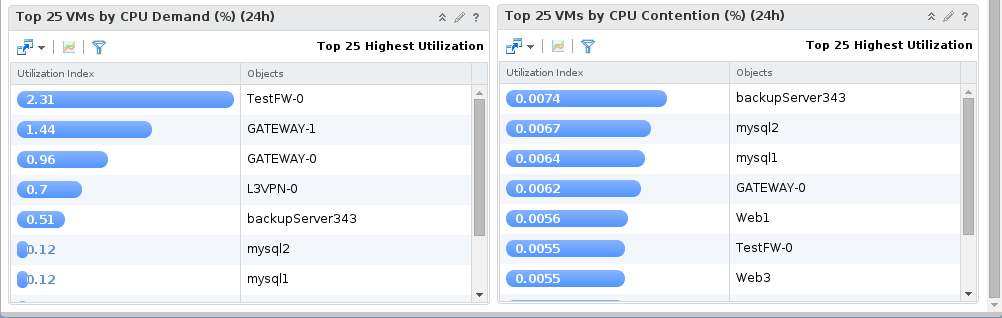 Top 25 VMs by CPU Demand (%) (24h)
?
Top 25 Highest Utilization
Utilization Index Objects
2.31 TestFW-0
1.44 GATEWAY-1
0.96 GATEWAY-0
0.7 L3VPN-0
0.51 backupServer343
0.12 mysql2
0.12 mysql1
Top 25 VMs by CPU Contention (%) (24h)
?
Top 25 Highest Utilization
Utilization Index Objects
0.0074 backupServer343
0.0067 mysql2
0.0064 mysql1
0.0062 GATEWAY-0
0.0056 Web1
0.0055 TestFW-0
0.0055 Web3